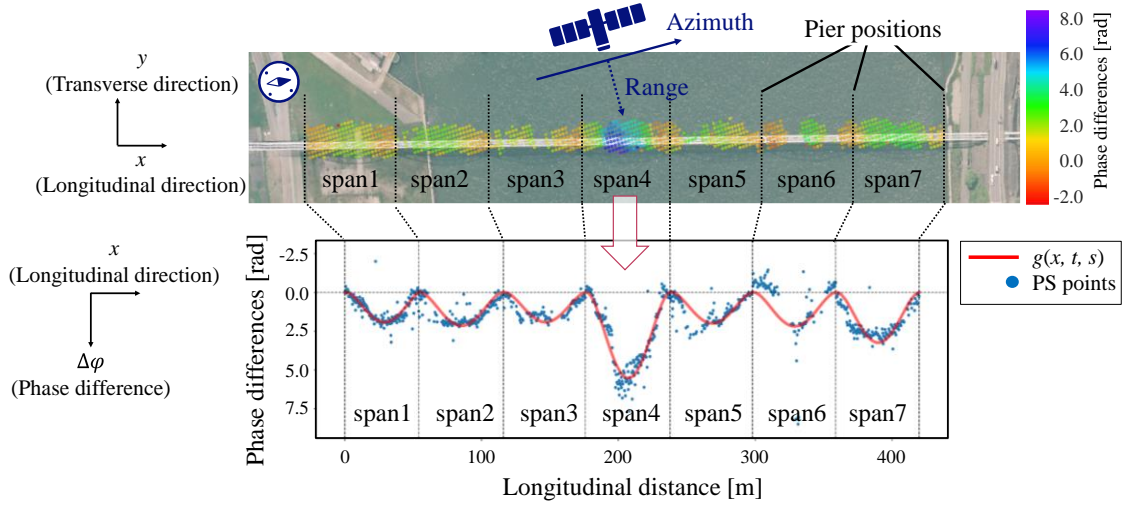 Azimuth
Range
Pier positions
y
(Transverse direction)
x
(Longitudinal direction)
span1 span2 span3 span4 span5 span6 span7
8.0
6.0
4.0
2.0
0.0
-2.0
Phase differences [rad]
x
(Longitudinal direction)
Δφ
(Phase difference)
Phase differences [rad]
-2.5
0.0
2.5
5.0
7.5
span1 span2 span3 span4 span5 span6 span7
0 100 200 300 400
Longitudinal distance [m]
g(x, t, s)
PS points